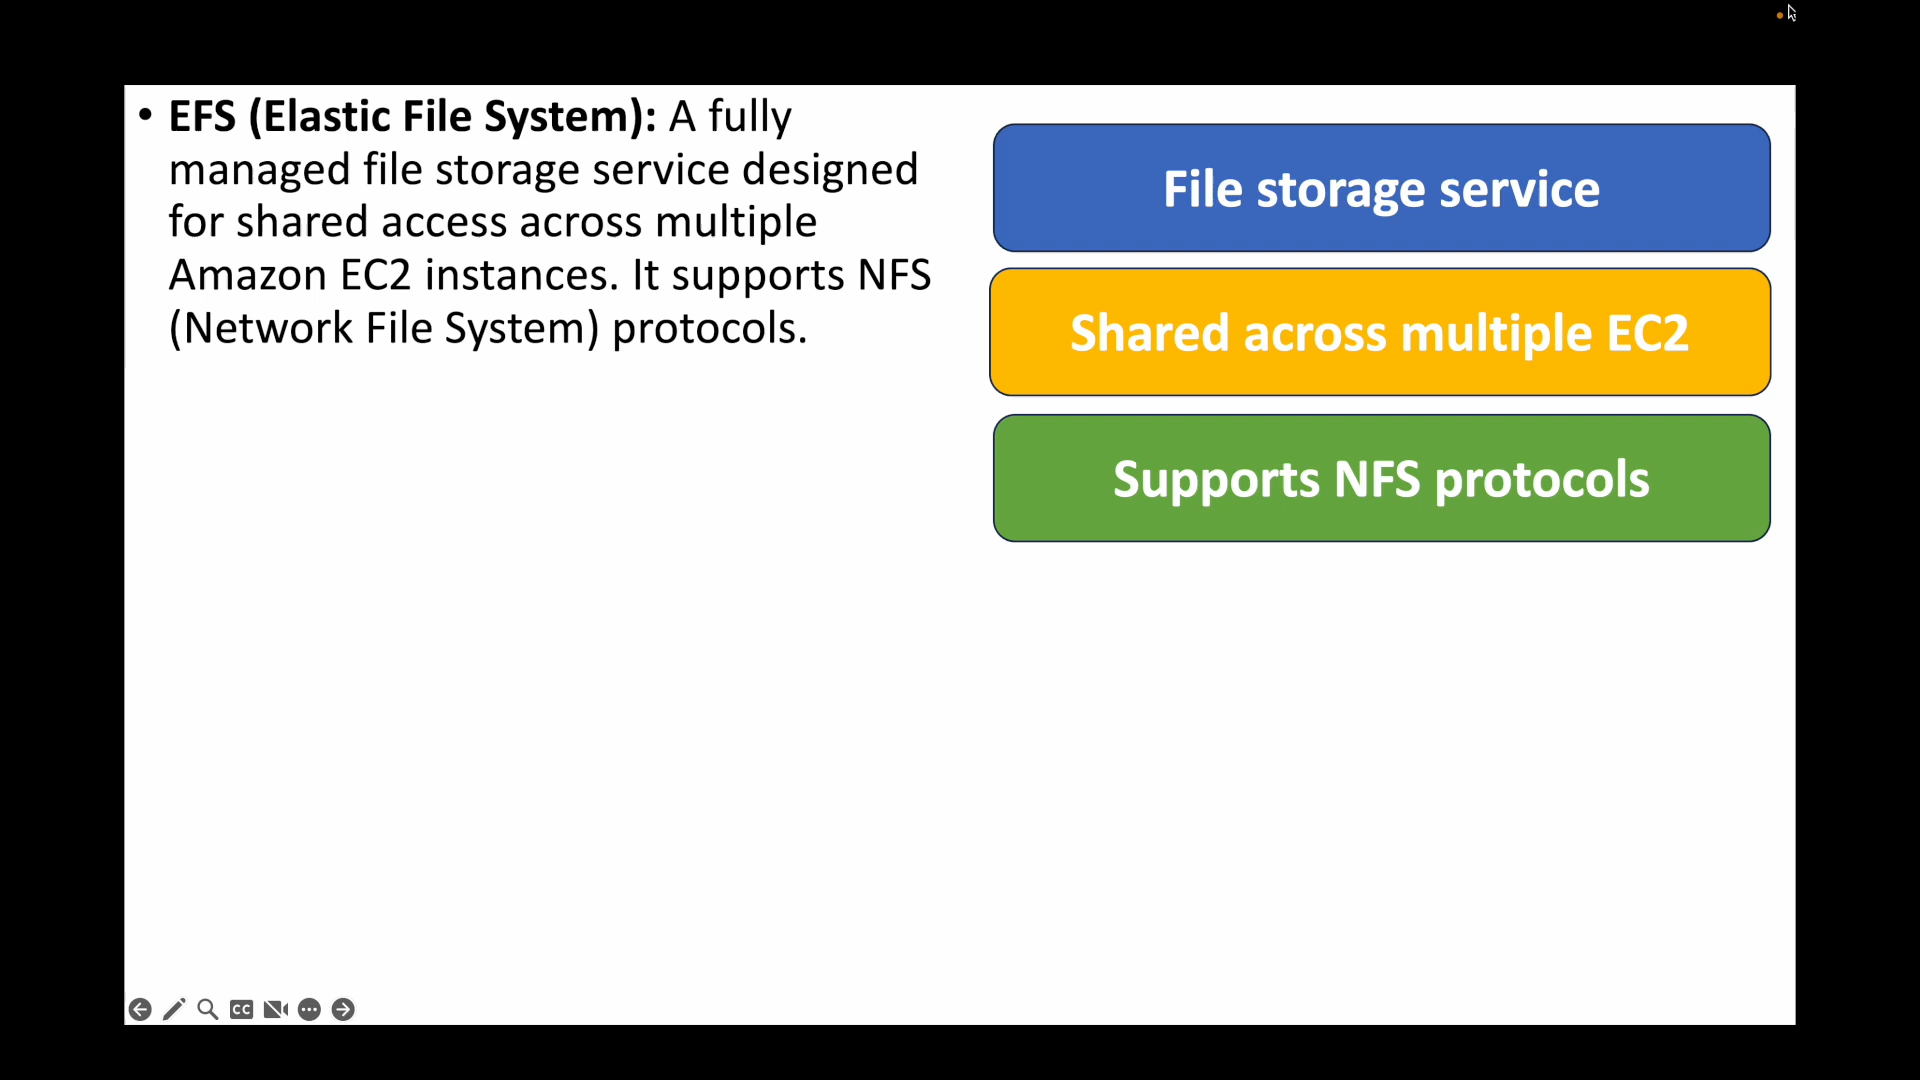 • EFS (Elastic File System): A fully
managed file storage service designed
for shared access across multiple
Amazon EC2 instances. It supports NFS
(Network File System) protocols.
File storage service
Shared across multiple EC2
Supports NFS protocols
CC